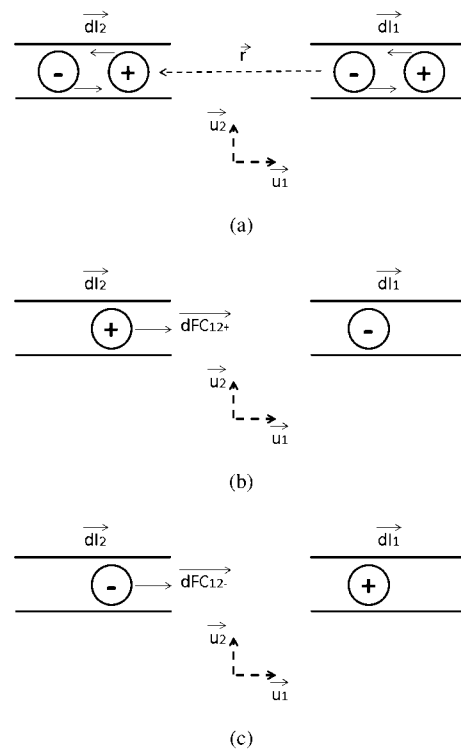 dl2 dl1
- + r - +
u2
u1
(a)
dl2 dl1
+ dFC12+ -
u2
u1
(b)
dl2 dl1
- dFC12- +
u2
u1
(c)